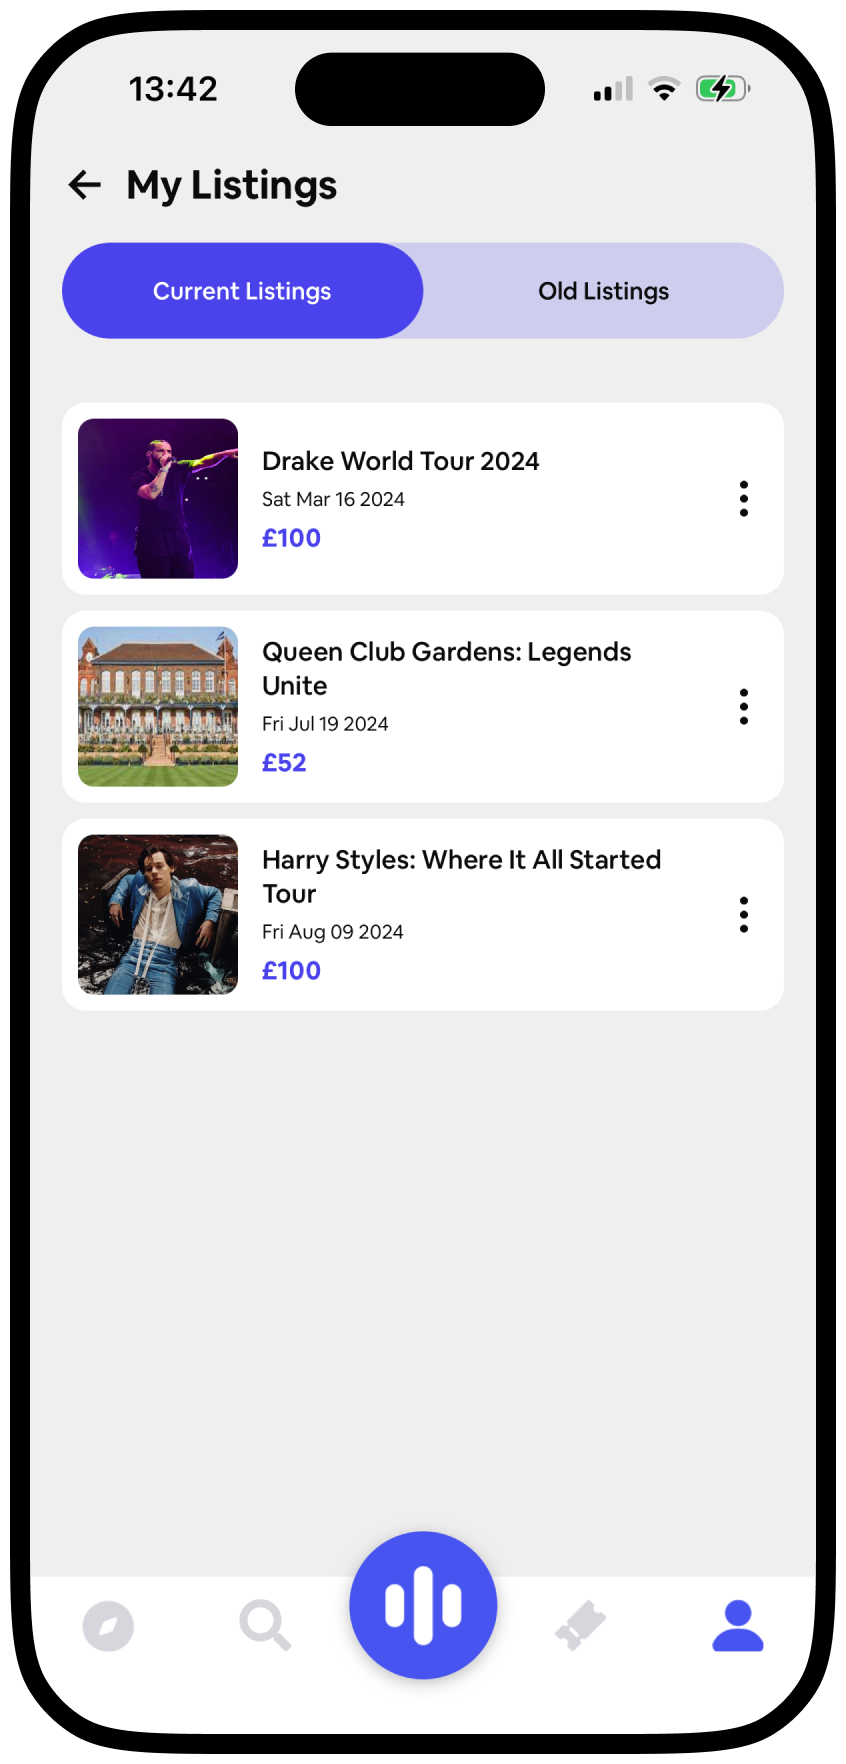 13:42
My Listings
Current Listings
Old Listings
Drake World Tour 2024
Sat Mar 16 2024
£100
Queen Club Gardens: Legends
Unite
Fri Jul 19 2024
£52
Harry Styles: Where It All Started
Tour
Fri Aug 09 2024
£100